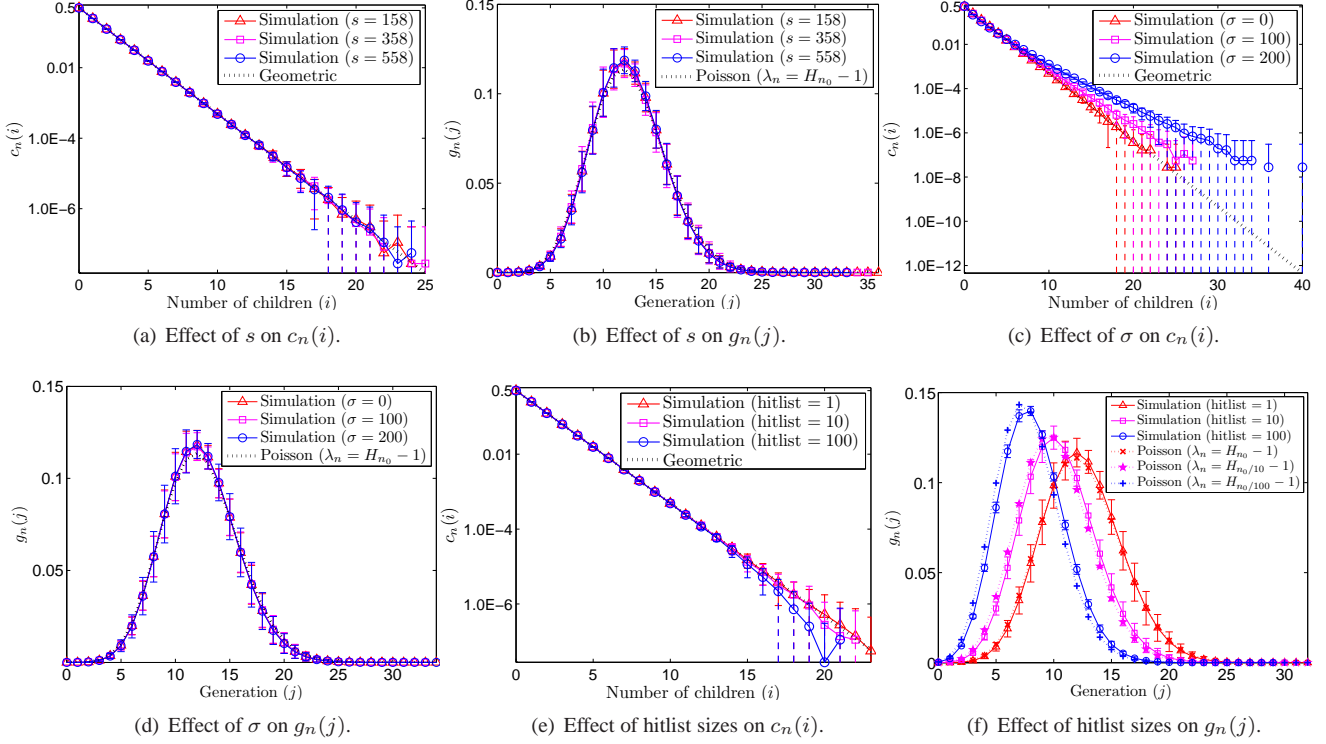 0.5
0.01
1.0E−4
1.0E−6
c_n(i)
0 5 10 15 20 25
Number of children (i)
Simulation (s = 158)
Simulation (s = 358)
Simulation (s = 558)
Geometric
(a) Effect of s on c_n(i).
0.15
0.1
0.05
0
g_n(j)
0 5 10 15 20 25 30 36
Generation (j)
Simulation (s = 158)
Simulation (s = 358)
Simulation (s = 558)
Poisson (λ_n = H_{n_0} − 1)
(b) Effect of s on g_n(j).
0.5
0.01
1.0E−4
1.0E−6
1.0E−8
1.0E−10
1.0E−12
c_n(i)
0 10 20 30 40
Number of children (i)
Simulation (σ = 0)
Simulation (σ = 100)
Simulation (σ = 200)
Geometric
(c) Effect of σ on c_n(i).
0.15
0.1
0.05
0
g_n(j)
0 5 10 15 20 25 30
Generation (j)
Simulation (σ = 0)
Simulation (σ = 100)
Simulation (σ = 200)
Poisson (λ_n = H_{n_0} − 1)
(d) Effect of σ on g_n(j).
0.5
0.01
1.0E−4
1.0E−6
c_n(i)
0 5 10 15 20
Number of children (i)
Simulation (hitlist = 1)
Simulation (hitlist = 10)
Simulation (hitlist = 100)
Geometric
(e) Effect of hitlist sizes on c_n(i).
0.15
0.1
0.05
0
g_n(j)
0 5 10 15 20 25 30
Generation (j)
Simulation (hitlist = 1)
Simulation (hitlist = 10)
Simulation (hitlist = 100)
Poisson (λ_n = H_{n_0} − 1)
Poisson (λ_n = H_{n_0/10} − 1)
Poisson (λ_n = H_{n_0/100} − 1)
(f) Effect of hitlist sizes on g_n(j).